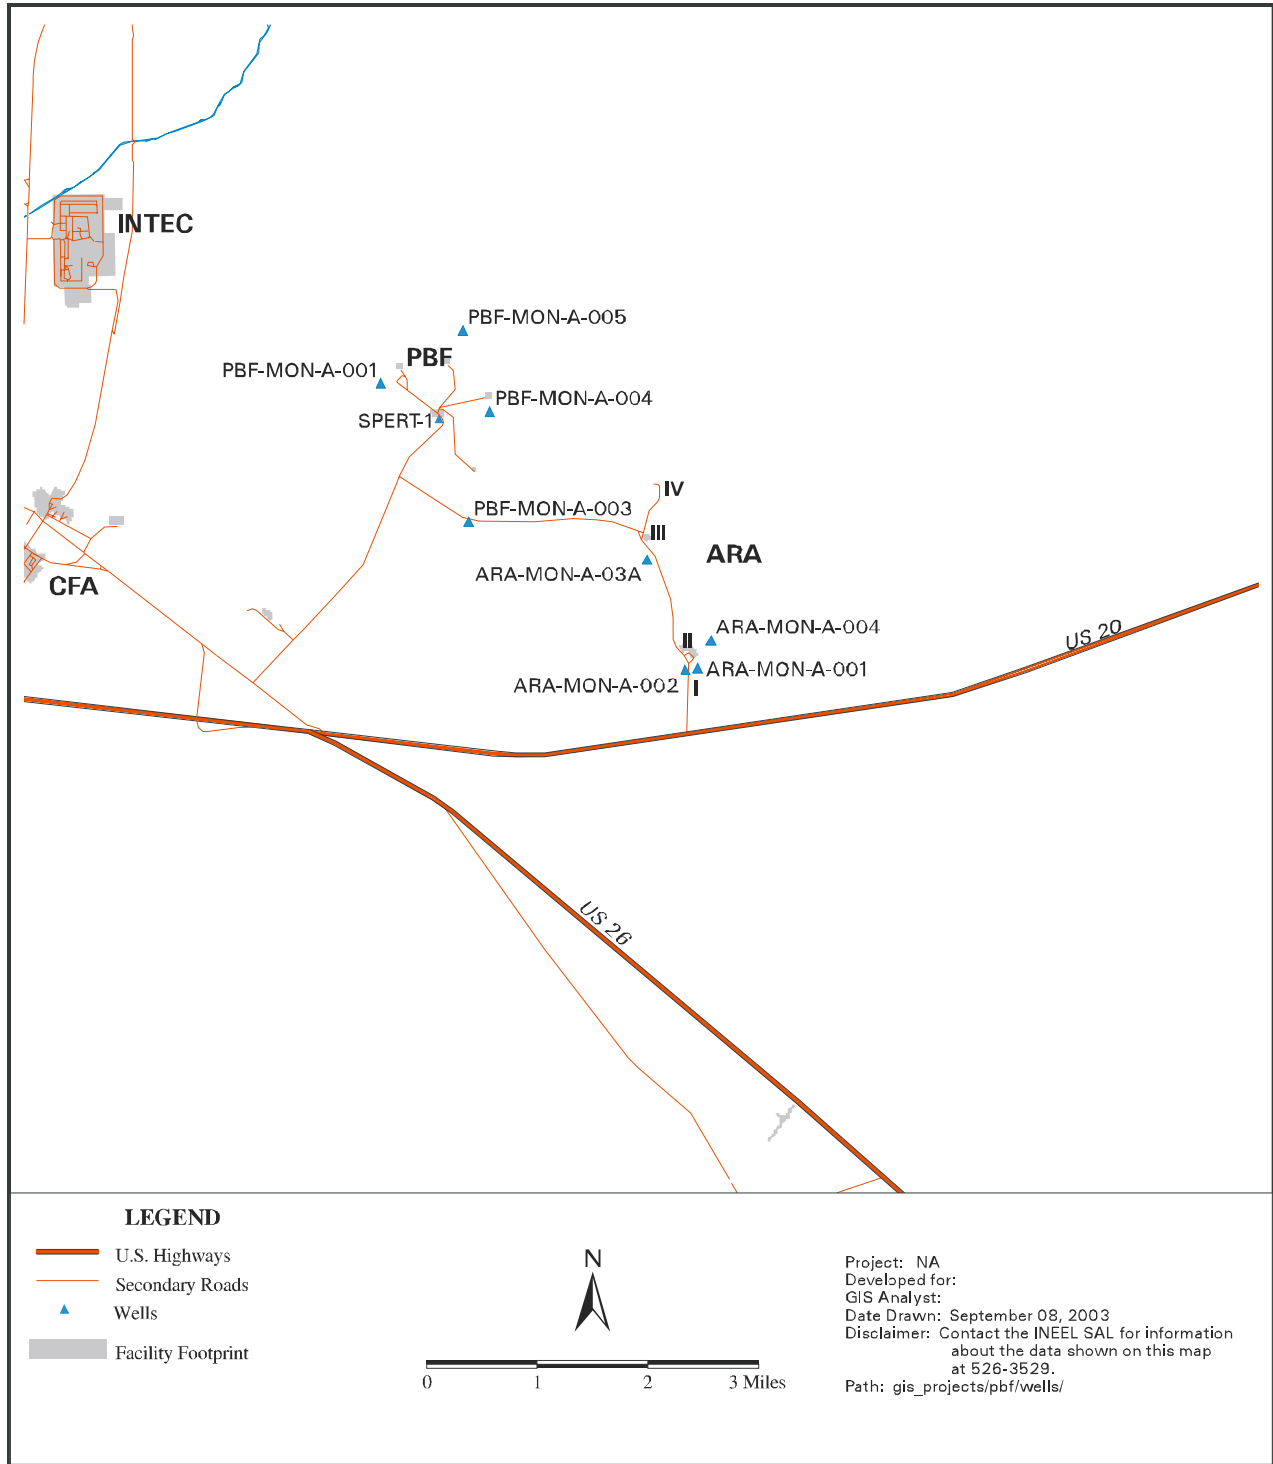 INTEC
PBF-MON-A-005
PBF
PBF-MON-A-001
PBF-MON-A-004
SPERT-1
IV
PBF-MON-A-003
III
ARA
ARA-MON-A-03A
CFA
ARA-MON-A-004
II
US 20
ARA-MON-A-001
ARA-MON-A-002
I
US 26
LEGEND
U.S. Highways
Secondary Roads
Wells
Facility Footprint
N
0 1 2 3 Miles
Project: NA
Developed for:
GIS Analyst:
Date Drawn: September 08, 2003
Disclaimer: Contact the INEEL SAL for information
about the data shown on this map
at 526-3529.
Path: gis_projects/pbf/wells/